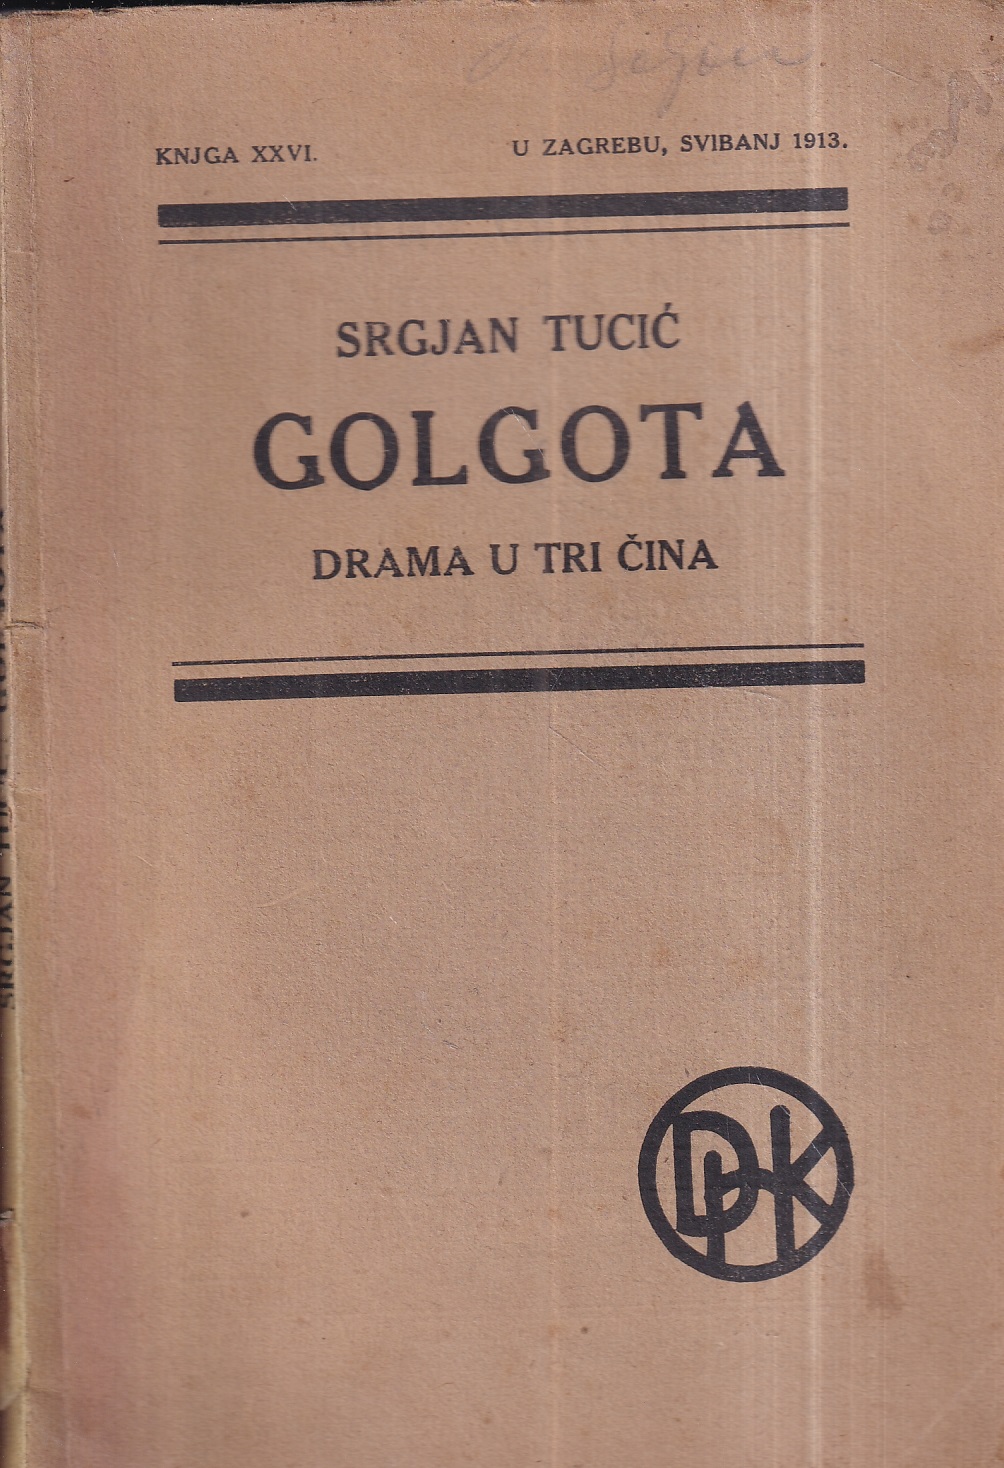 KNJGA XXVI.
U ZAGREBU, SVIBANJ 1913.
SRGJAN TUCIĆ
GOLGOTA
DRAMA U TRI ČINA
DHK